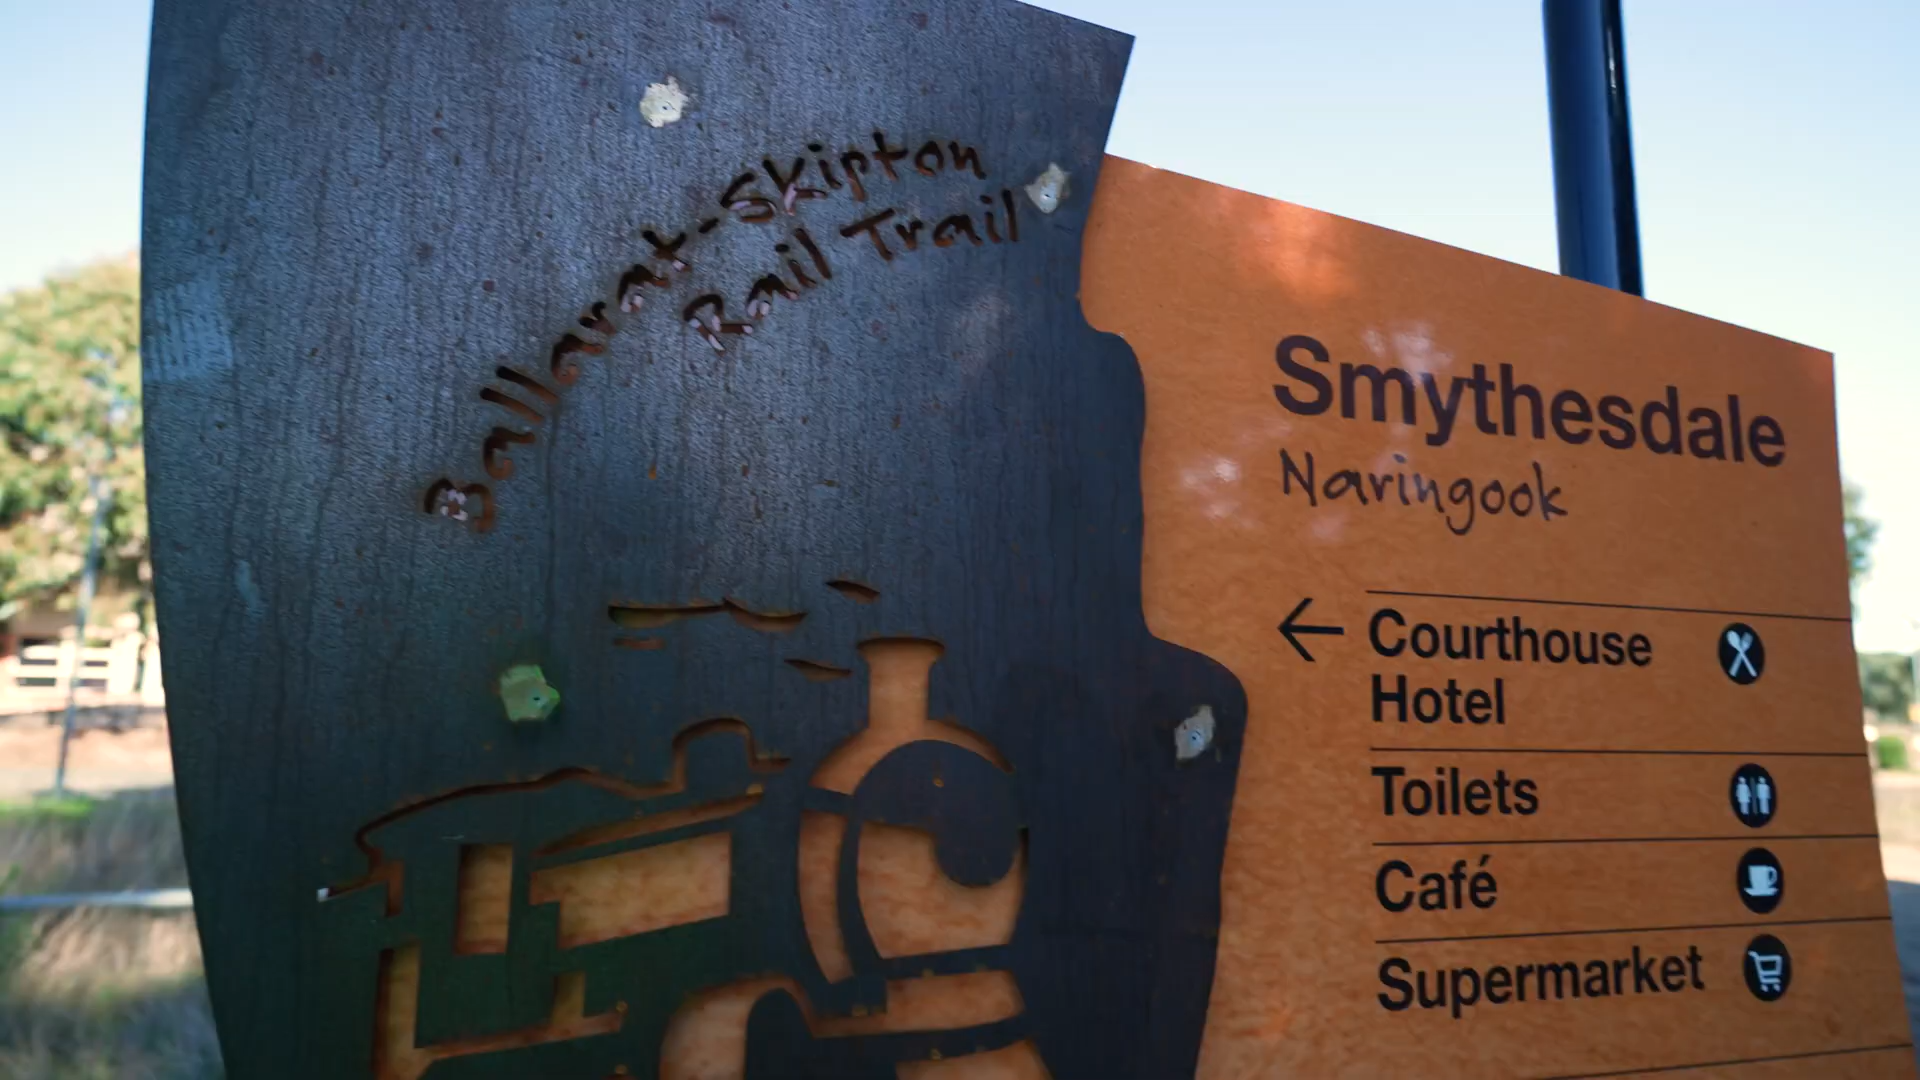 Ballarat-Skipton
Rail Trail
Smythesdale
Naringook
← Courthouse
Hotel
Toilets
Café
Supermarket